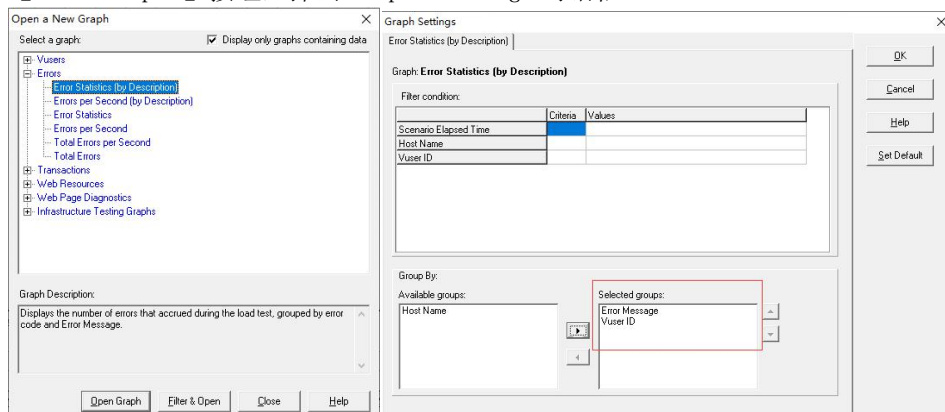 Open a New Graph
Select a graph:
Display only graphs containing data
Vusers
Errors
Error Statistics (by Description)
Errors per Second (by Description)
Error Statistics
Errors per Second
Total Errors per Second
Total Errors
Transactions
Web Resources
Web Page Diagnostics
Infrastructure Testing Graphs
Graph Description:
Displays the number of errors that accrued during the load test, grouped by error
code and Error Message.
Open Graph
Filter & Open
Close
Help
Graph Settings
Error Statistics (by Description)
Graph: Error Statistics (by Description)
Filter condition:
Criteria Values
Scenario Elapsed Time
Host Name
Vuser ID
Group By:
Available groups:
Host Name
Selected groups:
Error Message
Vuser ID
OK
Cancel
Help
Set Default